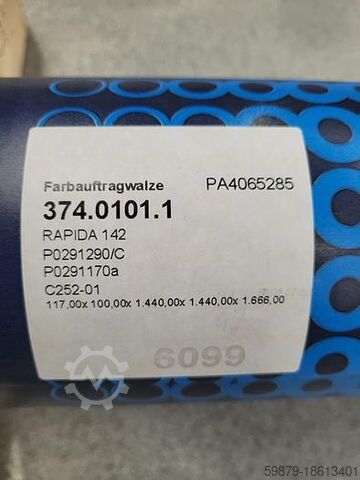 Farbauftragwalze PA4065285
374.0101.1
RAPIDA 142
P0291290/C
P0291170a
C252-01
117,00x 100,00x 1.440,00x 1.440,00x 1.666,00
6099
59879-18613401